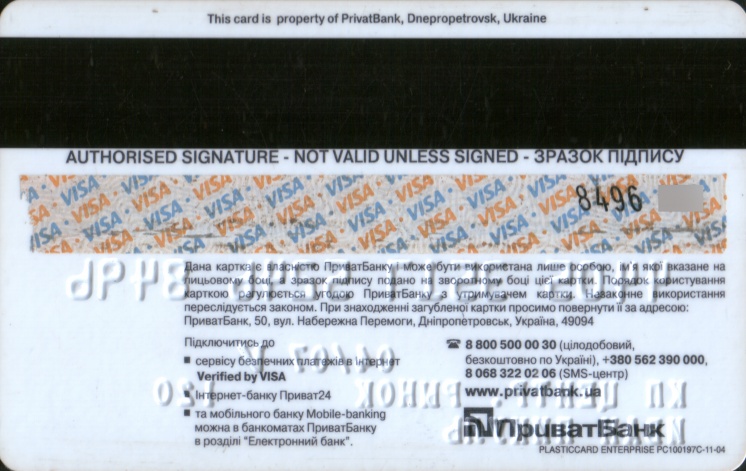 This card is property of PrivatBank, Dnepropetrovsk, Ukraine
AUTHORISED SIGNATURE - NOT VALID UNLESS SIGNED - ЗРАЗОК ПІДПИСУ
VISA
8496
Дана картка є власністю ПриватБанку і може бути використана лише особою, ім'я якої вказане на
лицьовому боці, а зразок підпису подано на зворотному боці цієї картки. Порядок користування
карткою регулюється угодою ПриватБанку з утримувачем картки. Незаконне використання
переслідується законом. При знаходженні загубленої картки просимо повернути її за адресою:
ПриватБанк, 50, вул. Набережна Перемоги, Дніпропетровськ, Україна, 49094
Підключитись до
■ сервісу безпечних платежів в Інтернет
Verified by VISA
■ Інтернет-банку Приват24
■ та мобільного банку Mobile-banking
можна в банкоматах ПриватБанку
в розділі "Електронний банк".
☎ 8 800 500 00 30 (цілодобовий,
безкоштовно по Україні), +380 562 390 000,
8 068 322 02 06 (SMS-центр)
www.privatbank.ua
ПриватБанк
PLASTICCARD ENTERPRISE PC100197C-11-04